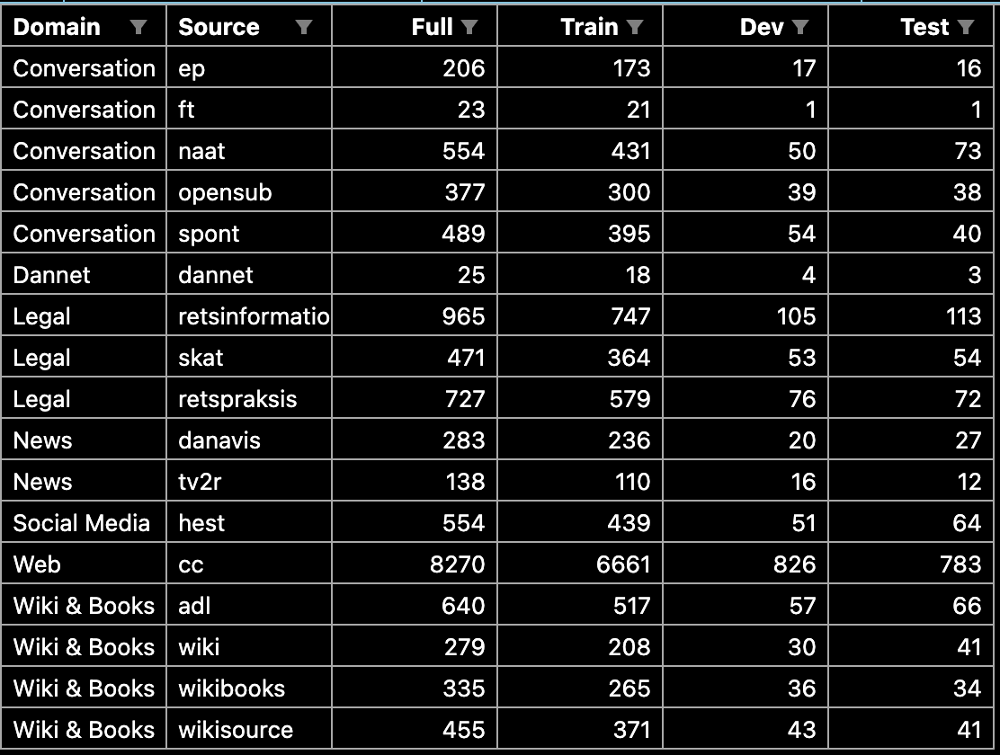 Domain Source Full Train Dev Test
Conversation ep 206 173 17 16
Conversation ft 23 21 1 1
Conversation naat 554 431 50 73
Conversation opensub 377 300 39 38
Conversation spont 489 395 54 40
Dannet dannet 25 18 4 3
Legal retsinformatio 965 747 105 113
Legal skat 471 364 53 54
Legal retspraksis 727 579 76 72
News danavis 283 236 20 27
News tv2r 138 110 16 12
Social Media hest 554 439 51 64
Web cc 8270 6661 826 783
Wiki & Books adl 640 517 57 66
Wiki & Books wiki 279 208 30 41
Wiki & Books wikibooks 335 265 36 34
Wiki & Books wikisource 455 371 43 41